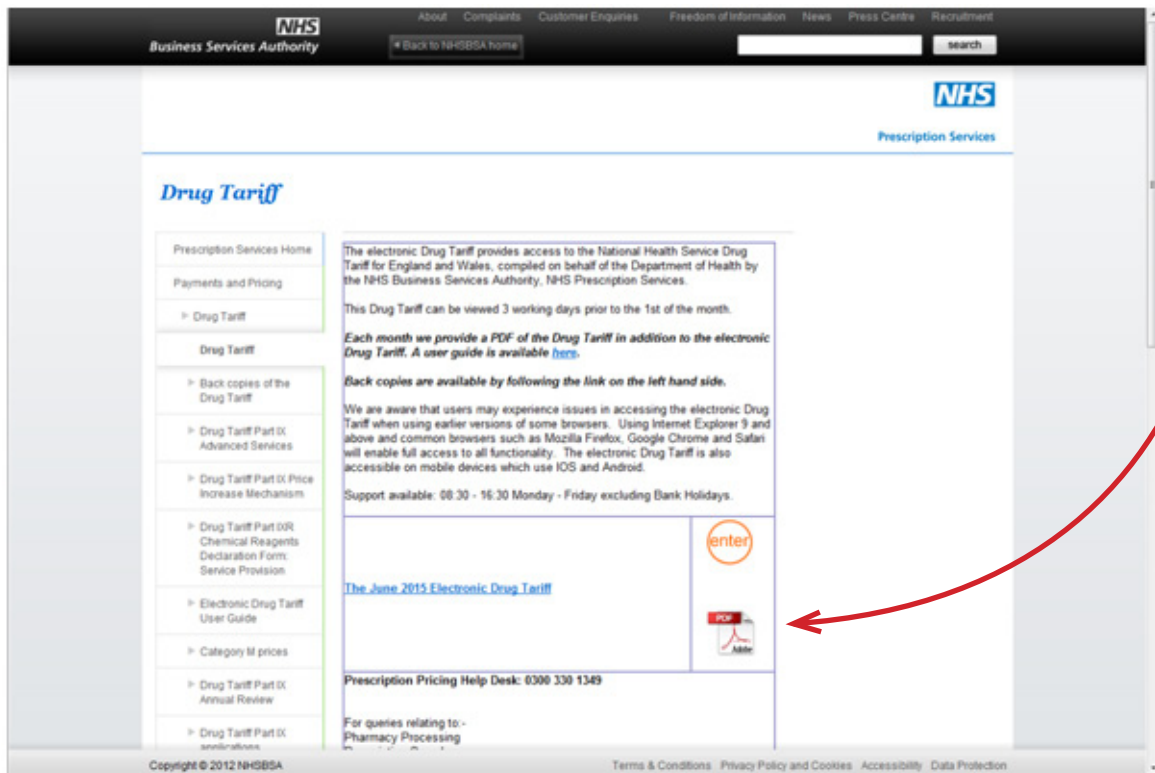 About Complaints Customer Enquiries Freedom of Information News Press Centre Recruitment
NHS
Business Services Authority
Back to NHSBSA home
search
NHS
Prescription Services
Drug Tariff
Prescription Services Home
Payments and Pricing
Drug Tariff
Drug Tariff
Back copies of the
Drug Tariff
Drug Tariff Part IX
Advanced Services
Drug Tariff Part IX Price
Increase Mechanism
Drug Tariff Part IXR
Chemical Reagents
Declaration Form:
Service Provision
Electronic Drug Tariff
User Guide
Category M prices
Drug Tariff Part IX
Annual Review
Drug Tariff Part IX
applications
The electronic Drug Tariff provides access to the National Health Service Drug
Tariff for England and Wales, compiled on behalf of the Department of Health by
the NHS Business Services Authority, NHS Prescription Services.
This Drug Tariff can be viewed 3 working days prior to the 1st of the month.
Each month we provide a PDF of the Drug Tariff in addition to the electronic
Drug Tariff. A user guide is available here.
Back copies are available by following the link on the left hand side.
We are aware that users may experience issues in accessing the electronic Drug
Tariff when using earlier versions of some browsers. Using Internet Explorer 9 and
above and common browsers such as Mozilla Firefox, Google Chrome and Safari
will enable full access to all functionality. The electronic Drug Tariff is also
accessible on mobile devices which use IOS and Android.
Support available: 08:30 - 16:30 Monday - Friday excluding Bank Holidays.
The June 2015 Electronic Drug Tariff
enter
PDF
Adobe
Prescription Pricing Help Desk: 0300 330 1349
For queries relating to:-
Pharmacy Processing
Copyright © 2012 NHSBSA
Terms & Conditions Privacy Policy and Cookies Accessibility Data Protection